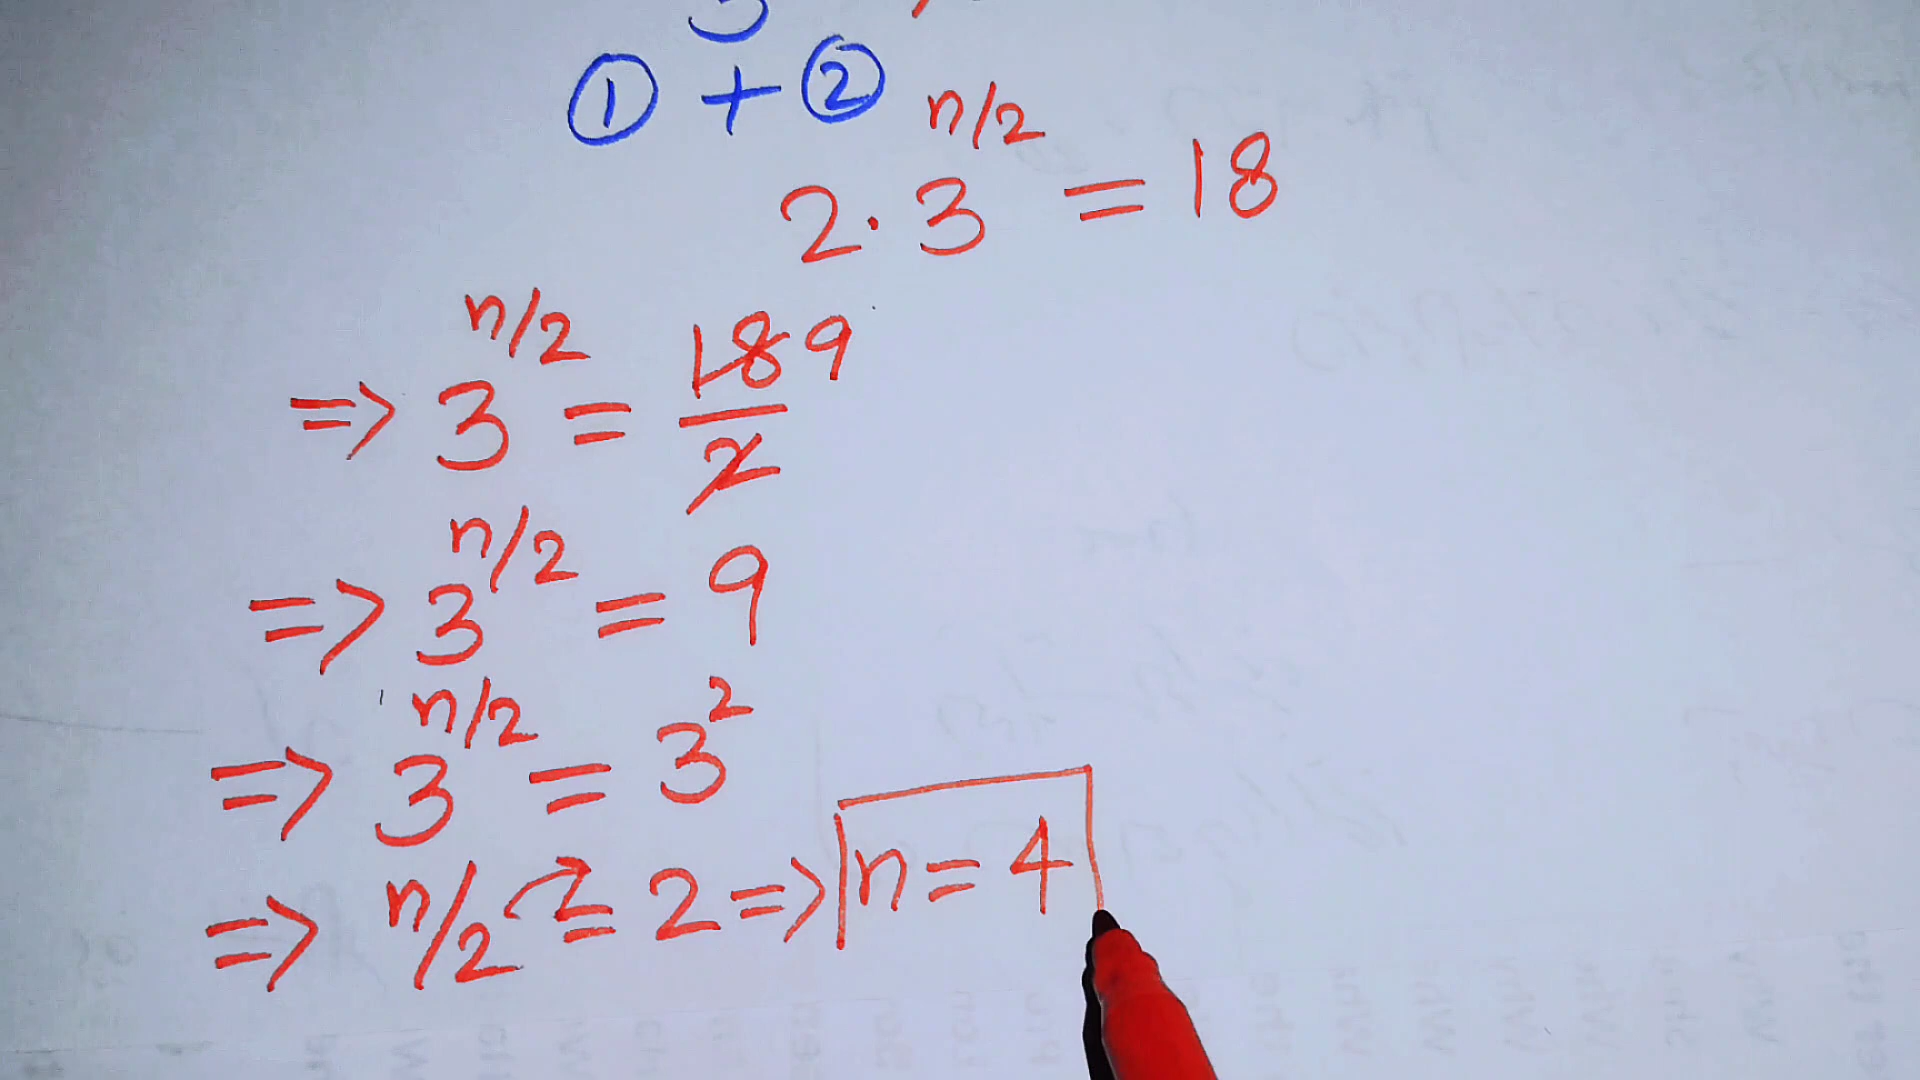 ① + ②
2 · 3^(n/2) = 18
=> 3^(n/2) = 18/2 9
=> 3^(n/2) = 9
=> 3^(n/2) = 3^2
=> n/2 = 2 => n = 4